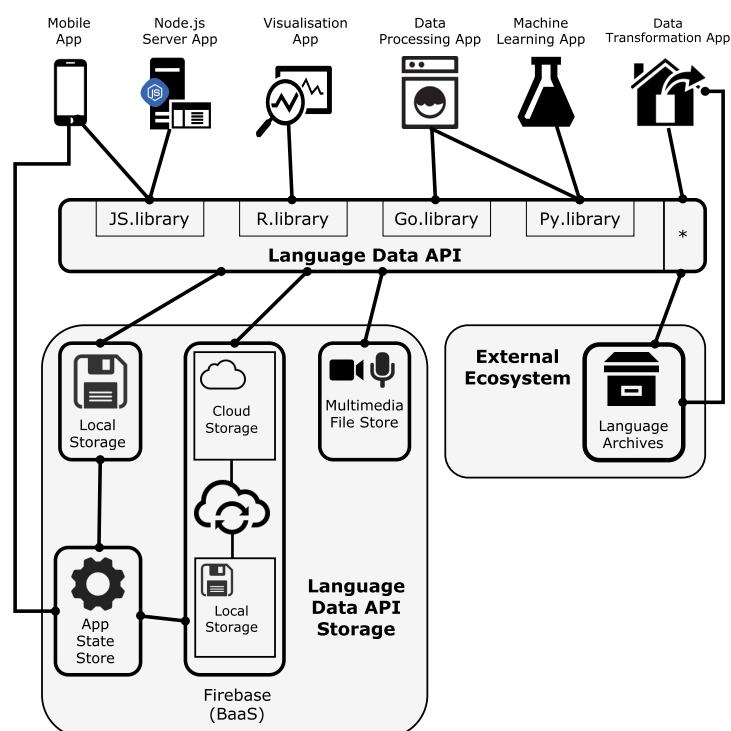 Mobile
App
Node.js
Server App
Visualisation
App
Data
Processing App
Machine
Learning App
Data
Transformation App
JS
JS.library
R.library
Go.library
Py.library
*
Language Data API
Local
Storage
Cloud
Storage
Multimedia
File Store
External
Ecosystem
Language
Archives
App
State
Store
Local
Storage
Language
Data API
Storage
Firebase
(BaaS)